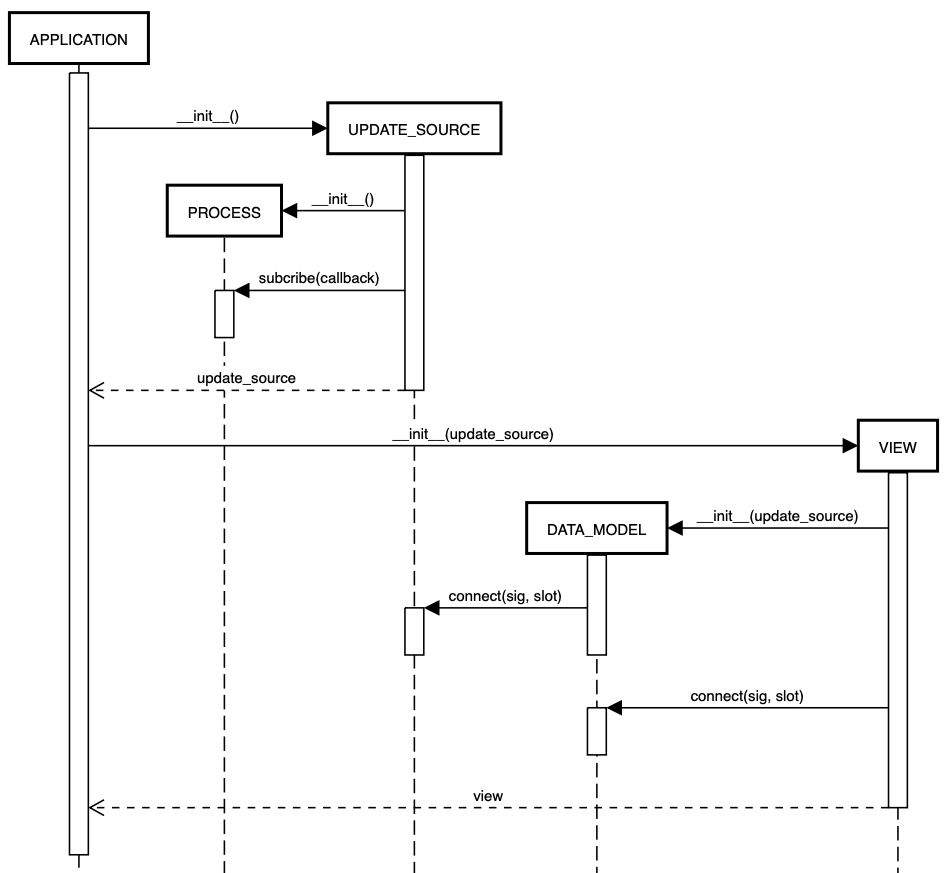 APPLICATION
__init__()
UPDATE_SOURCE
__init__()
PROCESS
subcribe(callback)
update_source
__init__(update_source)
VIEW
__init__(update_source)
DATA_MODEL
connect(sig, slot)
connect(sig, slot)
view